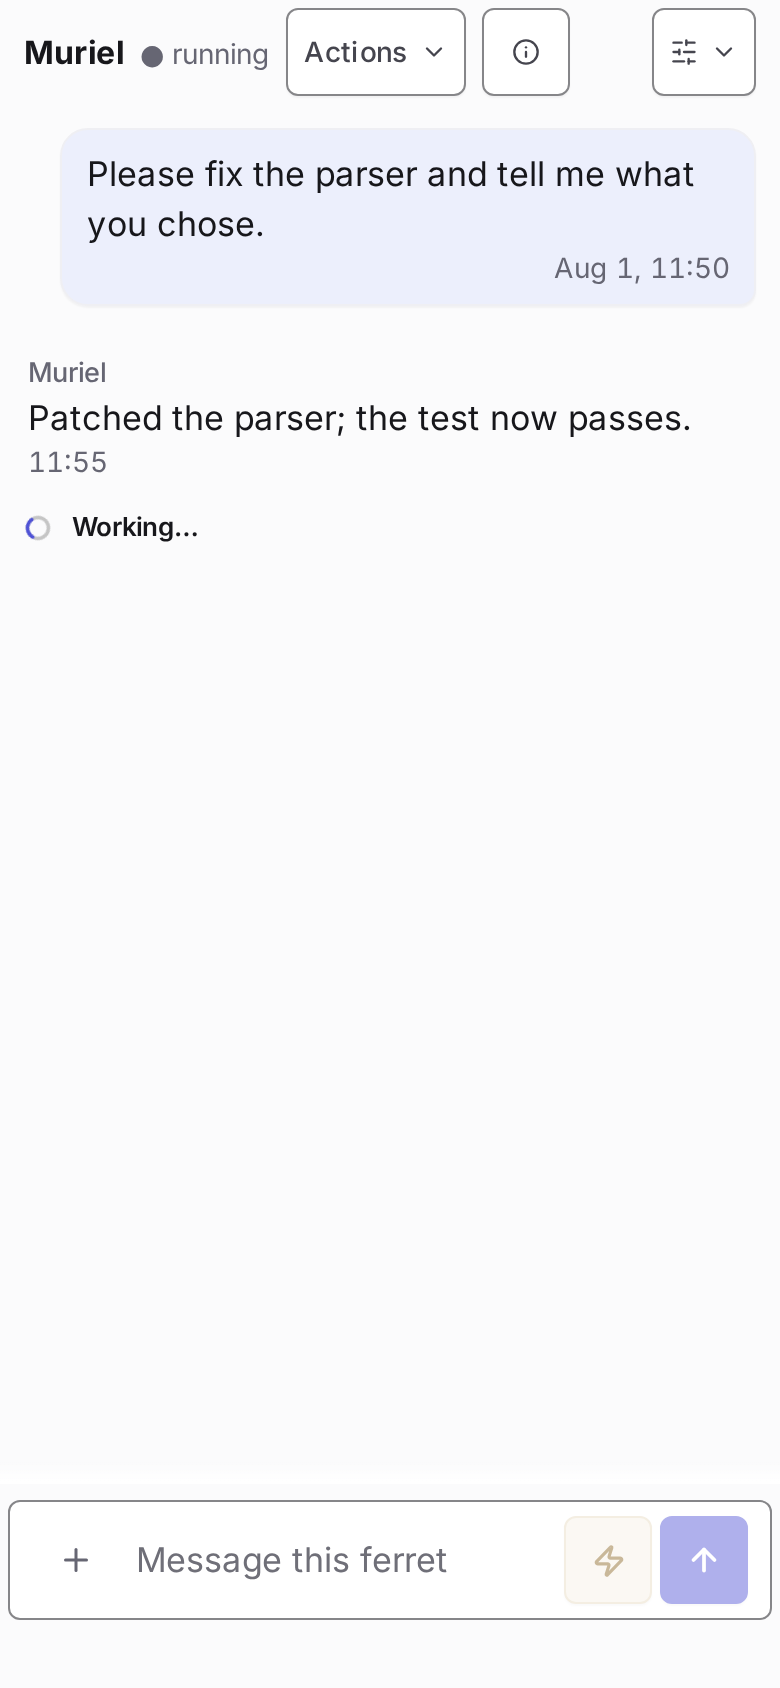 Muriel
running
Actions
Please fix the parser and tell me what
you chose.
Aug 1, 11:50
Muriel
Patched the parser; the test now passes.
11:55
Working...
Message this ferret